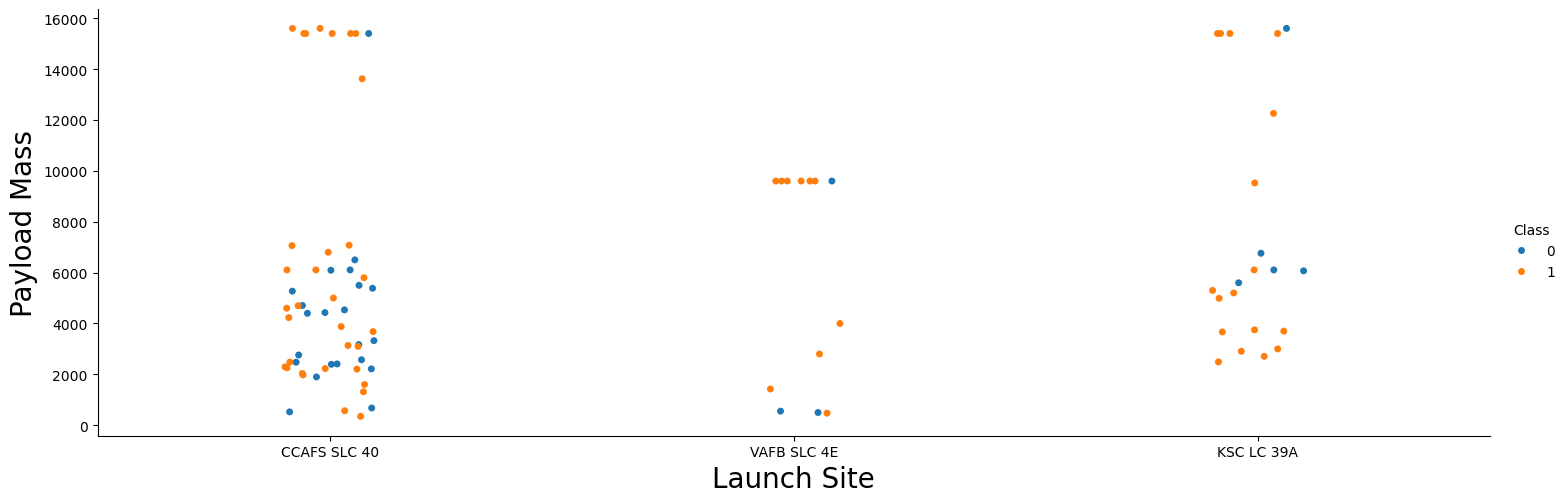 16000
14000
12000
10000
8000
6000
4000
2000
0
Payload Mass
CCAFS SLC 40
VAFB SLC 4E
KSC LC 39A
Launch Site
Class
0
1